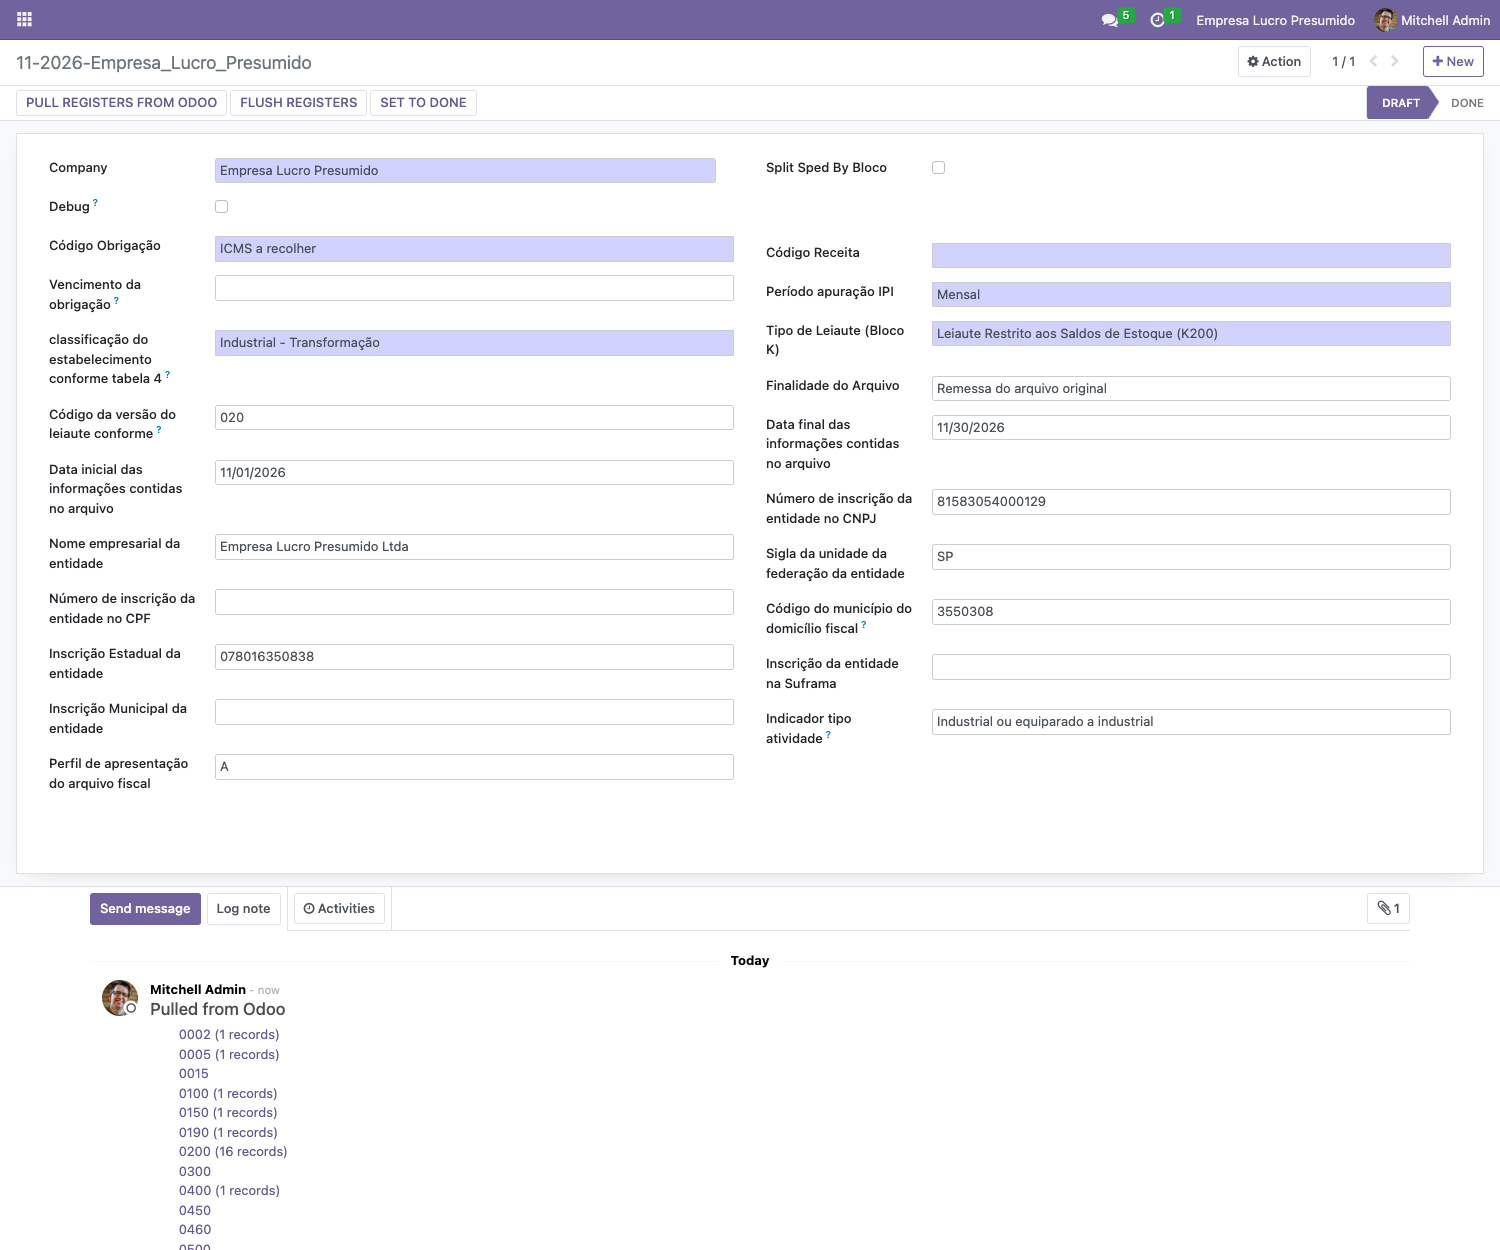 5
1
Empresa Lucro Presumido
Mitchell Admin
11-2026-Empresa_Lucro_Presumido
Action
1 / 1
New
PULL REGISTERS FROM ODOO
FLUSH REGISTERS
SET TO DONE
DRAFT
DONE
Company
Empresa Lucro Presumido
Debug ?
Código Obrigação
ICMS a recolher
Vencimento da
obrigação ?
classificação do
estabelecimento
conforme tabela 4 ?
Industrial - Transformação
Código da versão do
leiaute conforme ?
020
Data inicial das
informações contidas
no arquivo
11/01/2026
Nome empresarial da
entidade
Empresa Lucro Presumido Ltda
Número de inscrição da
entidade no CPF
Inscrição Estadual da
entidade
078016350838
Inscrição Municipal da
entidade
Perfil de apresentação
do arquivo fiscal
A
Split Sped By Bloco
Código Receita
Período apuração IPI
Mensal
Tipo de Leiaute (Bloco
K)
Leiaute Restrito aos Saldos de Estoque (K200)
Finalidade do Arquivo
Remessa do arquivo original
Data final das
informações contidas
no arquivo
11/30/2026
Número de inscrição da
entidade no CNPJ
81583054000129
Sigla da unidade da
federação da entidade
SP
Código do município do
domicílio fiscal ?
3550308
Inscrição da entidade
na Suframa
Indicador tipo
atividade ?
Industrial ou equiparado a industrial
Send message
Log note
Activities
1
Today
Mitchell Admin - now
Pulled from Odoo
0002 (1 records)
0005 (1 records)
0015
0100 (1 records)
0150 (1 records)
0190 (1 records)
0200 (16 records)
0300
0400 (1 records)
0450
0460
0500